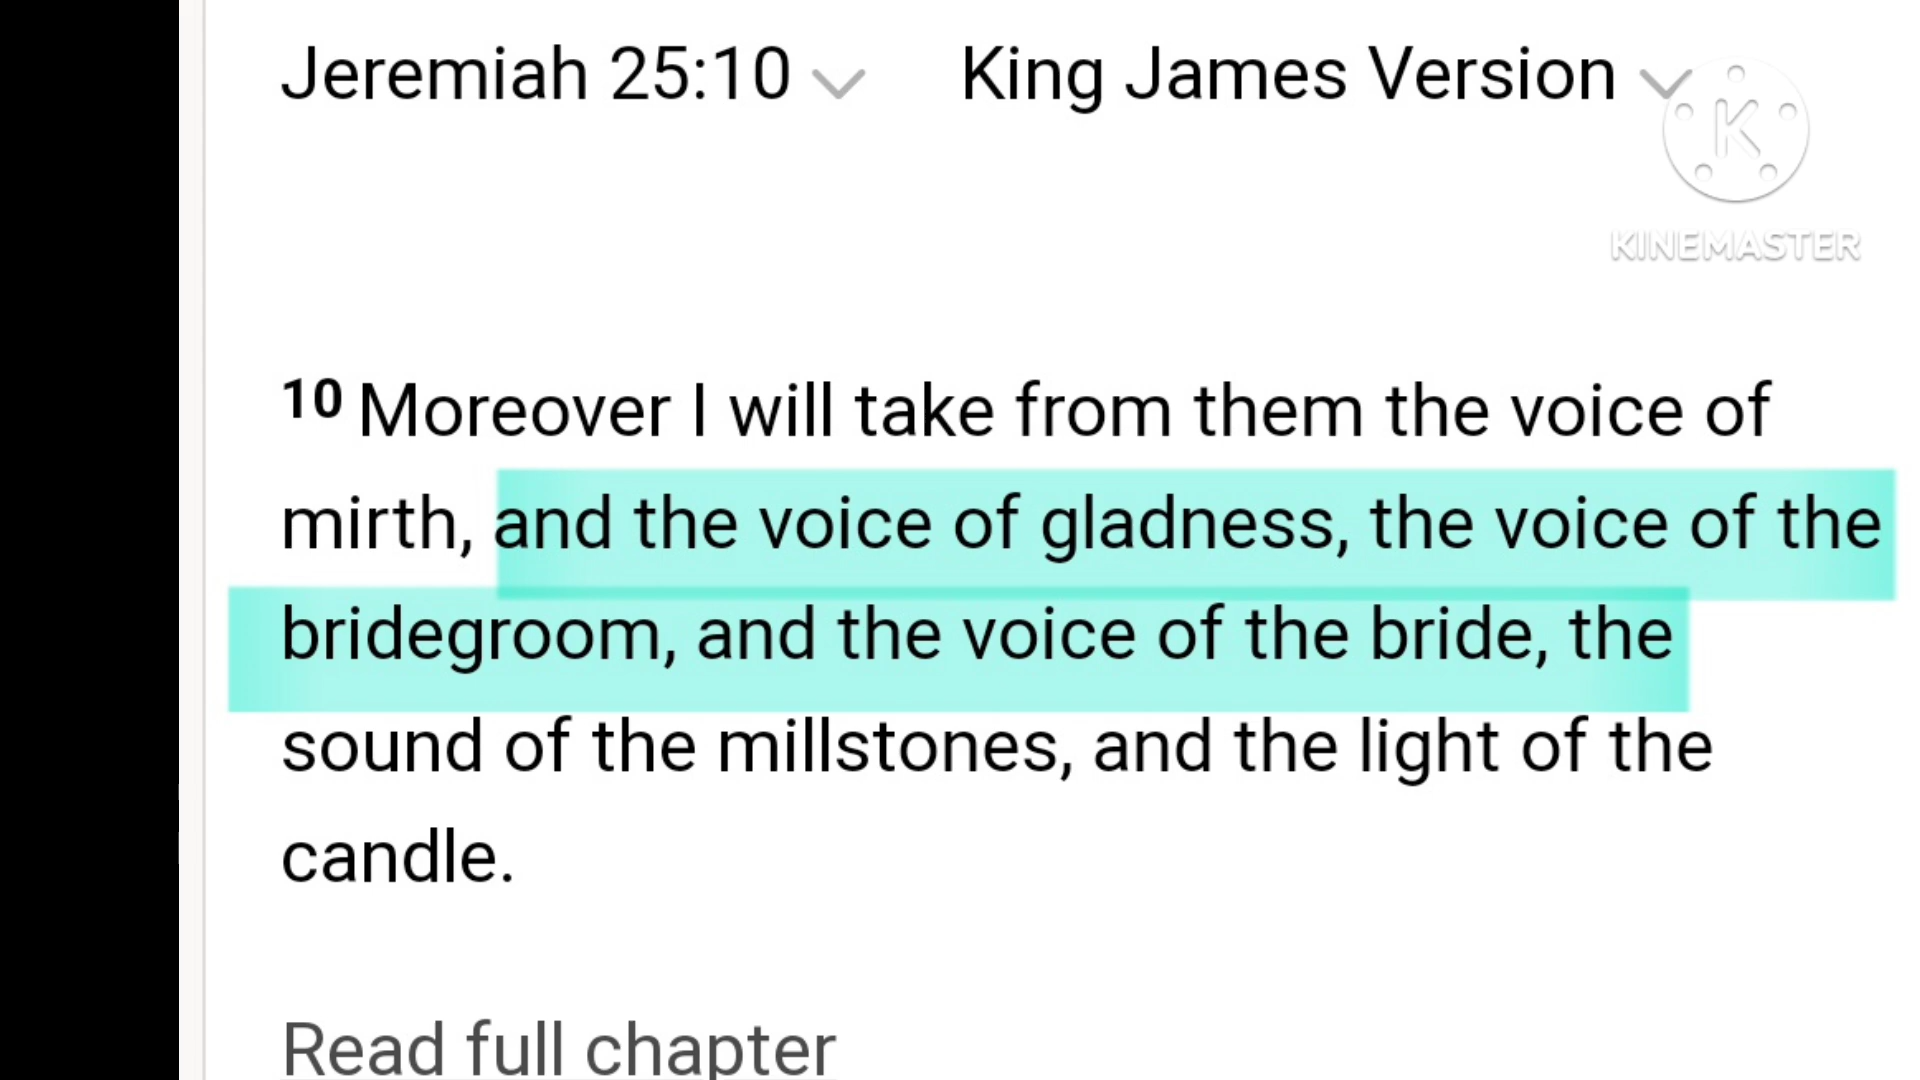 Jeremiah 25:10 King James Version
K
KINEMASTER
10 Moreover I will take from them the voice of
mirth, and the voice of gladness, the voice of the
bridegroom, and the voice of the bride, the
sound of the millstones, and the light of the
candle.
Read full chapter